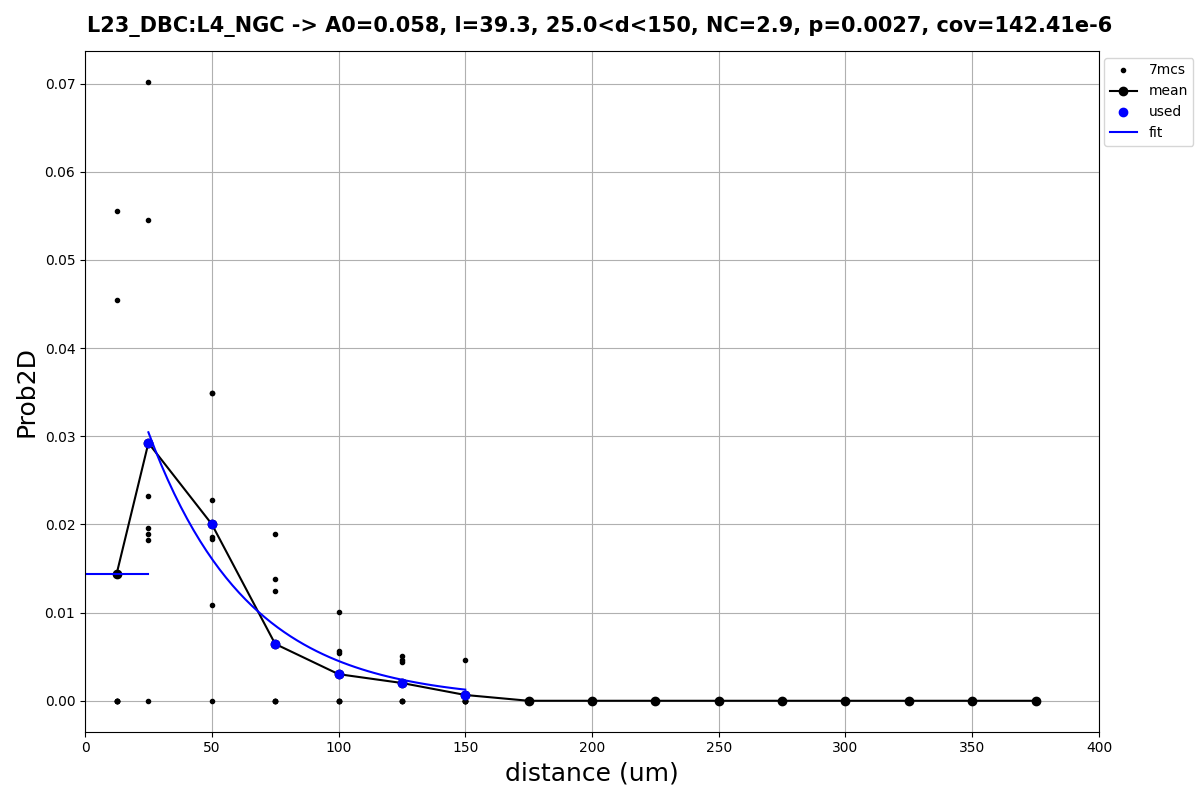 L23_DBC:L4_NGC -> A0=0.058, l=39.3, 25.0<d<150, NC=2.9, p=0.0027, cov=142.41e-6
7mcs
mean
used
fit
0.07
0.06
0.05
0.04
0.03
0.02
0.01
0.00
Prob2D
0 50 100 150 200 250 300 350 400
distance (um)